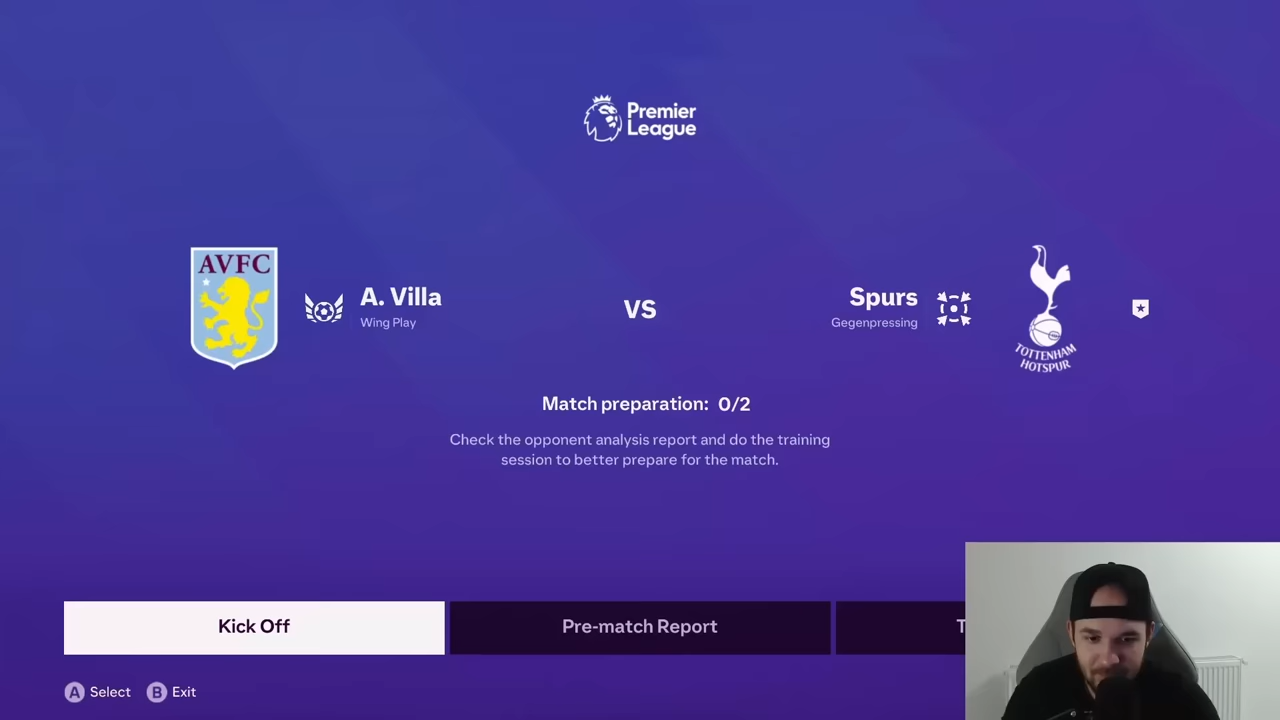 Premier
League
AVFC
A. Villa
Wing Play
VS
Spurs
Gegenpressing
TOTTENHAM
HOTSPUR
Match preparation: 0/2
Check the opponent analysis report and do the training
session to better prepare for the match.
Kick Off
Pre-match Report
T
A Select
B Exit